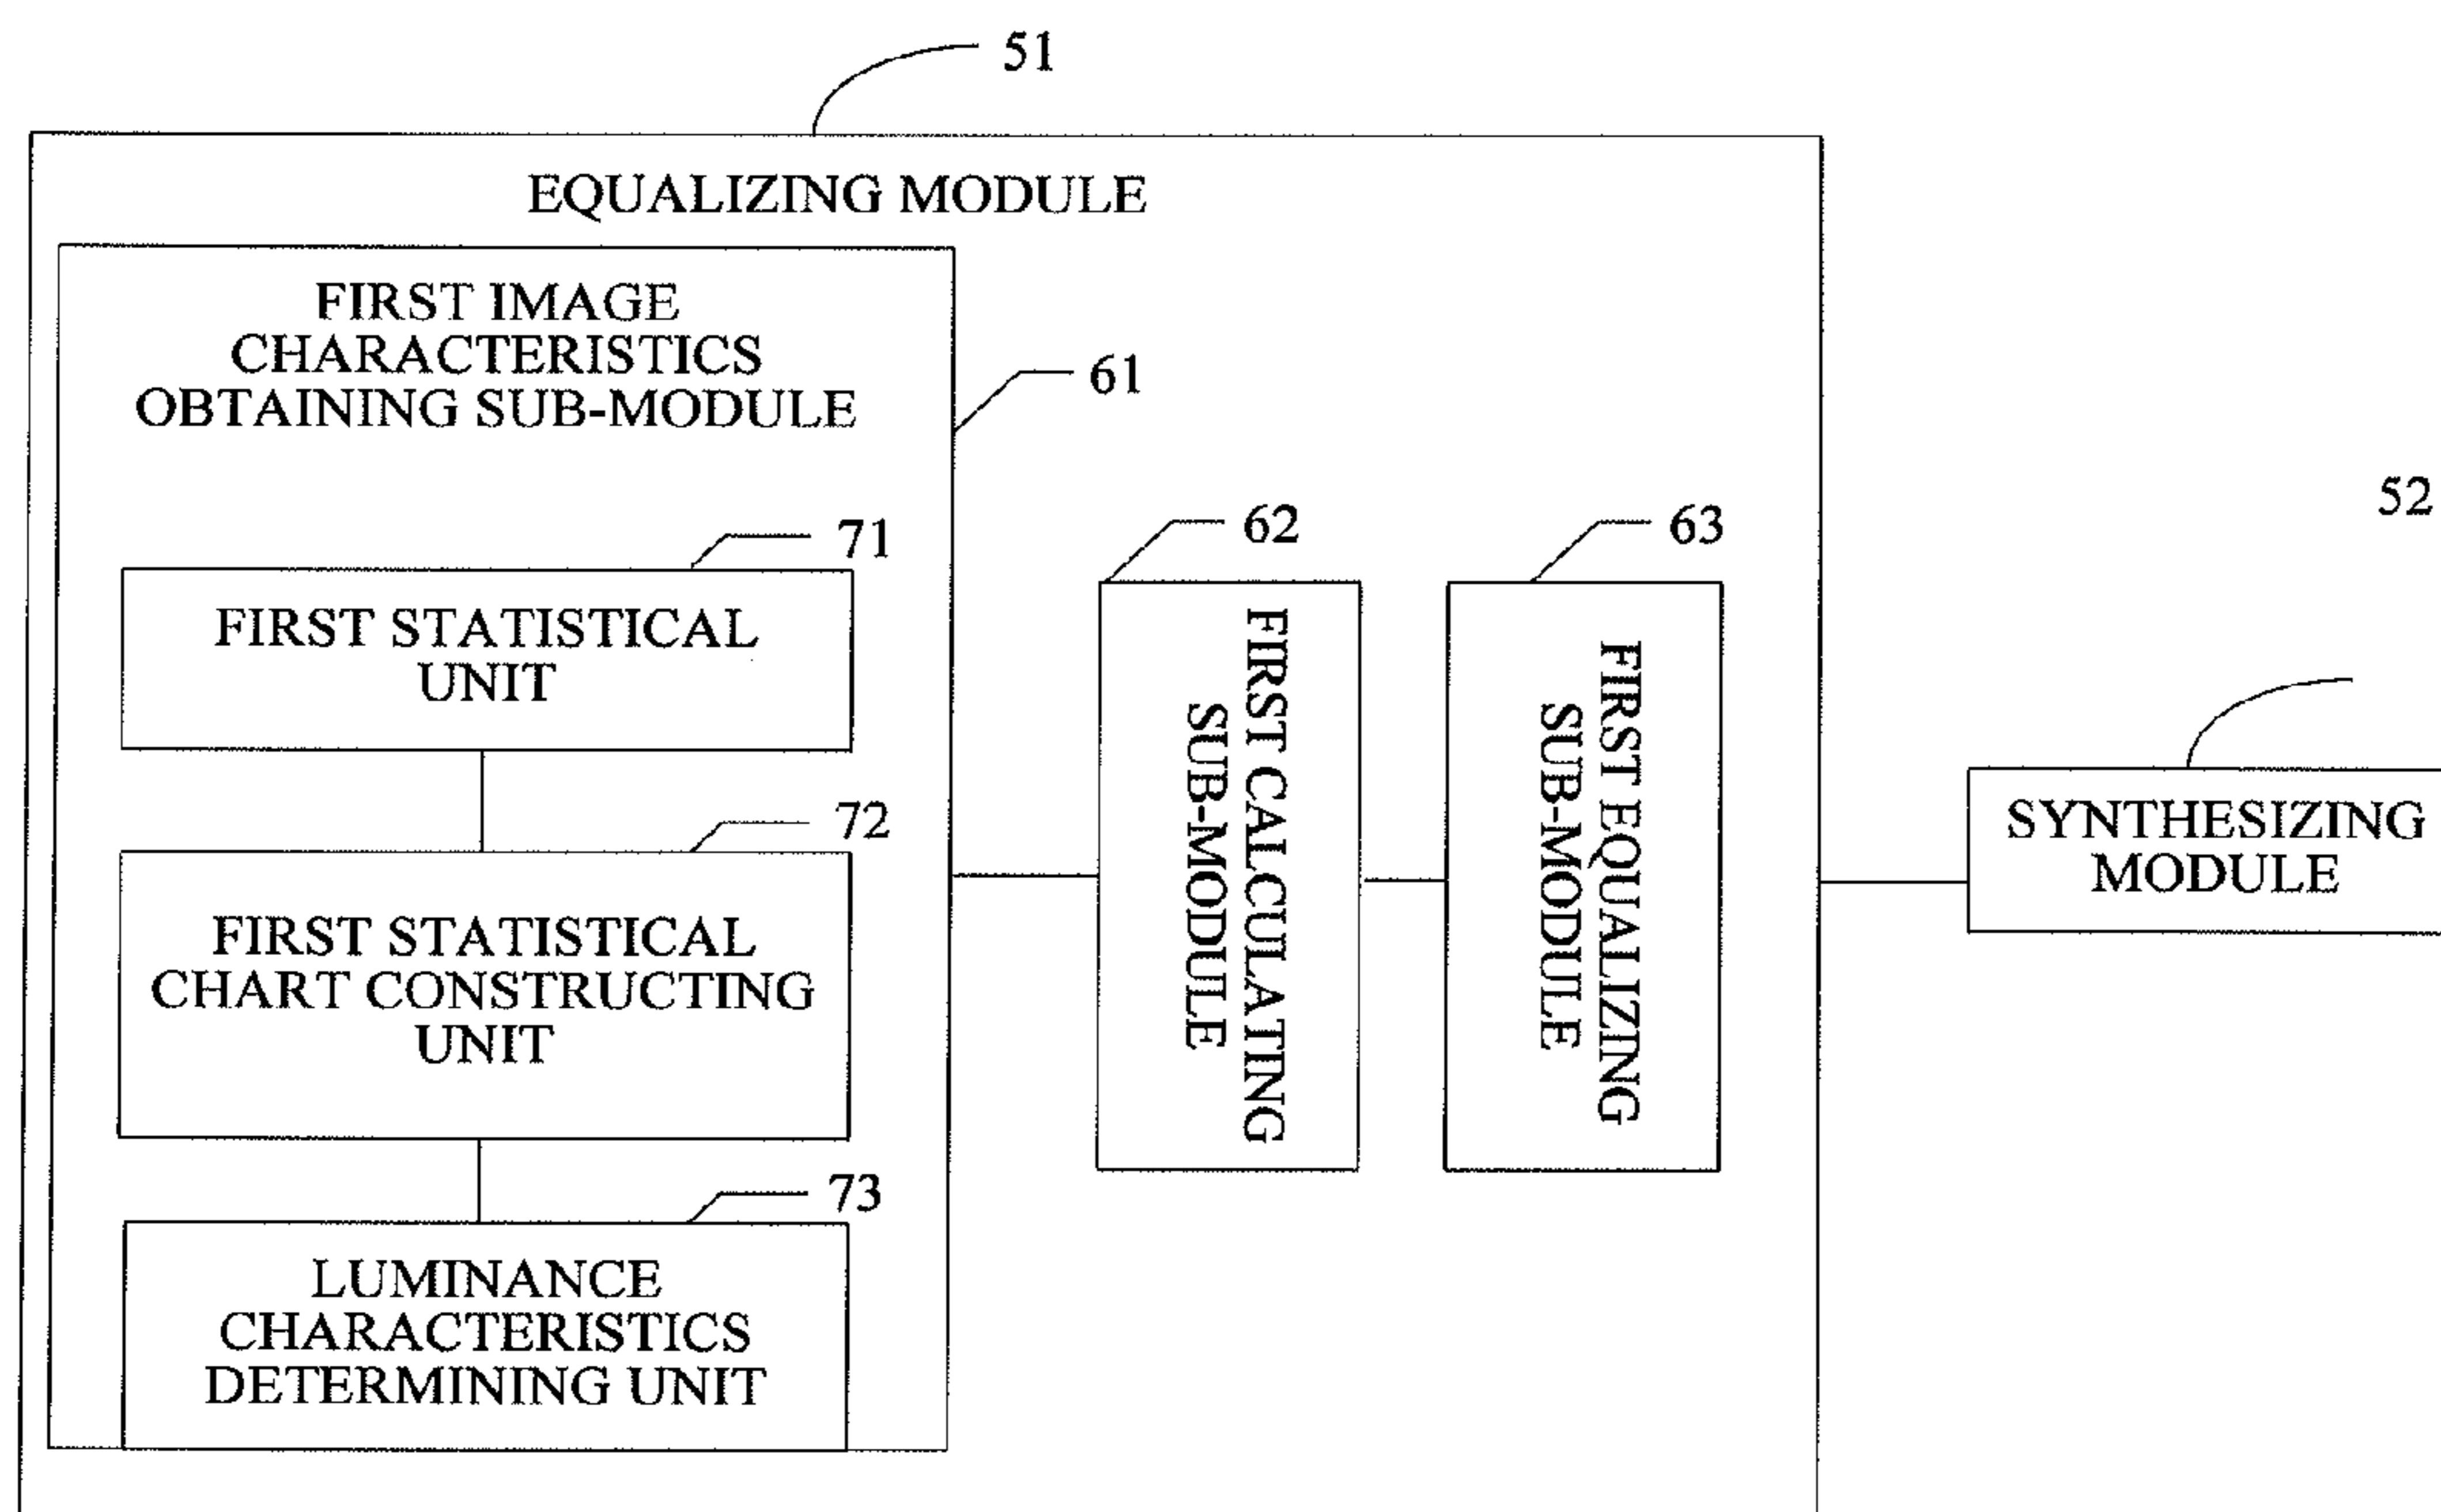 51
EQUALIZING MODULE
FIRST IMAGE
CHARACTERISTICS
OBTAINING SUB-MODULE
61
71
FIRST STATISTICAL
UNIT
72
FIRST STATISTICAL
CHART CONSTRUCTING
UNIT
73
LUMINANCE
CHARACTERISTICS
DETERMINING UNIT
62
FIRST CALCULATING
SUB-MODULE
63
FIRST EQUALIZING
SUB-MODULE
52
SYNTHESIZING
MODULE